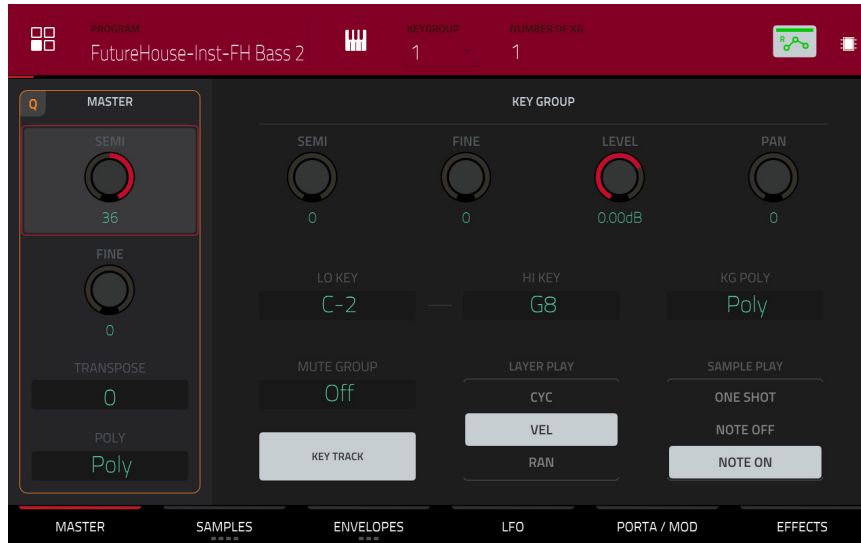 PROGRAM
KEYGROUP
NUMBER OF KG
FutureHouse-Inst-FH Bass 2
1
1
R
Q
MASTER
KEY GROUP
SEMI
SEMI
FINE
LEVEL
PAN
36
0
0
0.00dB
0
FINE
0
LO KEY
HI KEY
KG POLY
C-2
G8
Poly
TRANSPOSE
0
MUTE GROUP
LAYER PLAY
SAMPLE PLAY
Off
CYC
ONE SHOT
VEL
NOTE OFF
POLY
Poly
KEY TRACK
RAN
NOTE ON
MASTER
SAMPLES
ENVELOPES
LFO
PORTA / MOD
EFFECTS